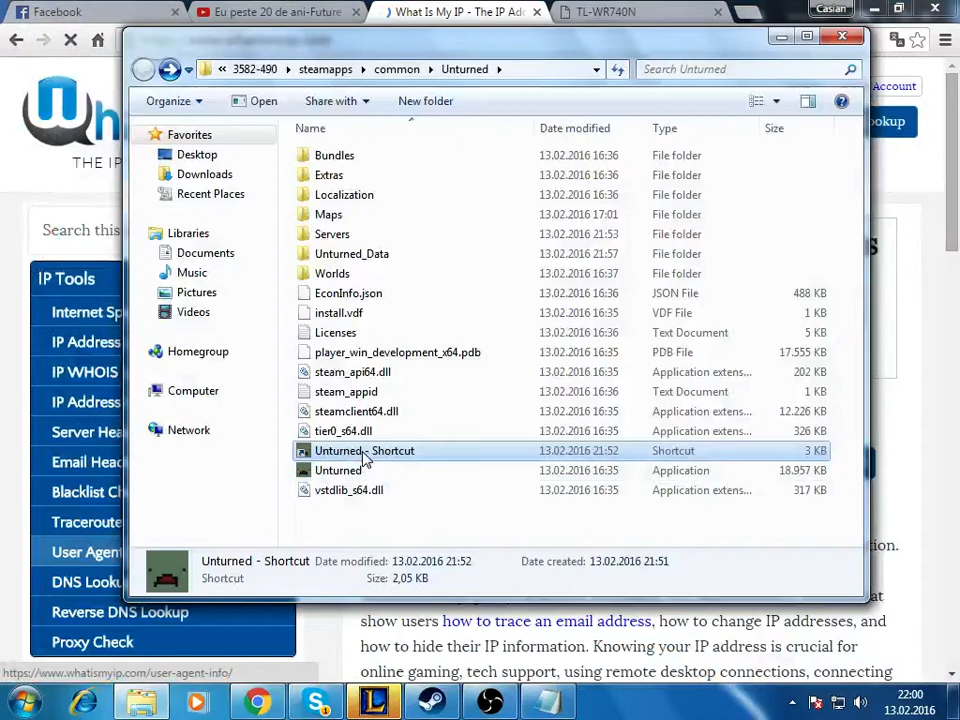 Facebook
Eu peste 20 de ani-Future
What Is My IP - The IP Ad
TL-WR740N
Casian
3582-490 steamapps common Unturned
Search Unturned
Account
Organize Open Share with New folder
ookup
THE IP
Name Date modified Type Size
Favorites
Desktop
Downloads
Recent Places
Libraries
Documents
Music
Pictures
Videos
Homegroup
Computer
Network
Bundles 13.02.2016 16:36 File folder
Extras 13.02.2016 16:36 File folder
Localization 13.02.2016 16:36 File folder
Maps 13.02.2016 17:01 File folder
Servers 13.02.2016 21:53 File folder
Unturned_Data 13.02.2016 21:57 File folder
Worlds 13.02.2016 16:37 File folder
EconInfo.json 13.02.2016 16:36 JSON File 488 KB
install.vdf 13.02.2016 16:35 VDF File 1 KB
Licenses 13.02.2016 16:36 Text Document 5 KB
player_win_development_x64.pdb 13.02.2016 16:35 PDB File 17.555 KB
steam_api64.dll 13.02.2016 16:35 Application extens... 202 KB
steam_appid 13.02.2016 16:36 Text Document 1 KB
steamclient64.dll 13.02.2016 16:35 Application extens... 12.226 KB
tier0_s64.dll 13.02.2016 16:35 Application extens... 326 KB
Unturned - Shortcut 13.02.2016 21:52 Shortcut 3 KB
Unturned 13.02.2016 16:35 Application 18.957 KB
vstdlib_s64.dll 13.02.2016 16:35 Application extens... 317 KB
Unturned - Shortcut Date modified: 13.02.2016 21:52 Date created: 13.02.2016 21:51
Shortcut Size: 2,05 KB
Search this
IP Tools
Internet Sp
IP Address
IP WHOIS
IP Address
Server Hea
Email Head
Blacklist Ch
Traceroute
User Agent
DNS Looku
Reverse DNS Lookup
Proxy Check
show users how to trace an email address, how to change IP addresses, and
how to hide their IP information. Knowing your IP address is crucial for
online gaming, tech support, using remote desktop connections, connecting
https://www.whatismyip.com/user-agent-info/
22:00
13.02.2016